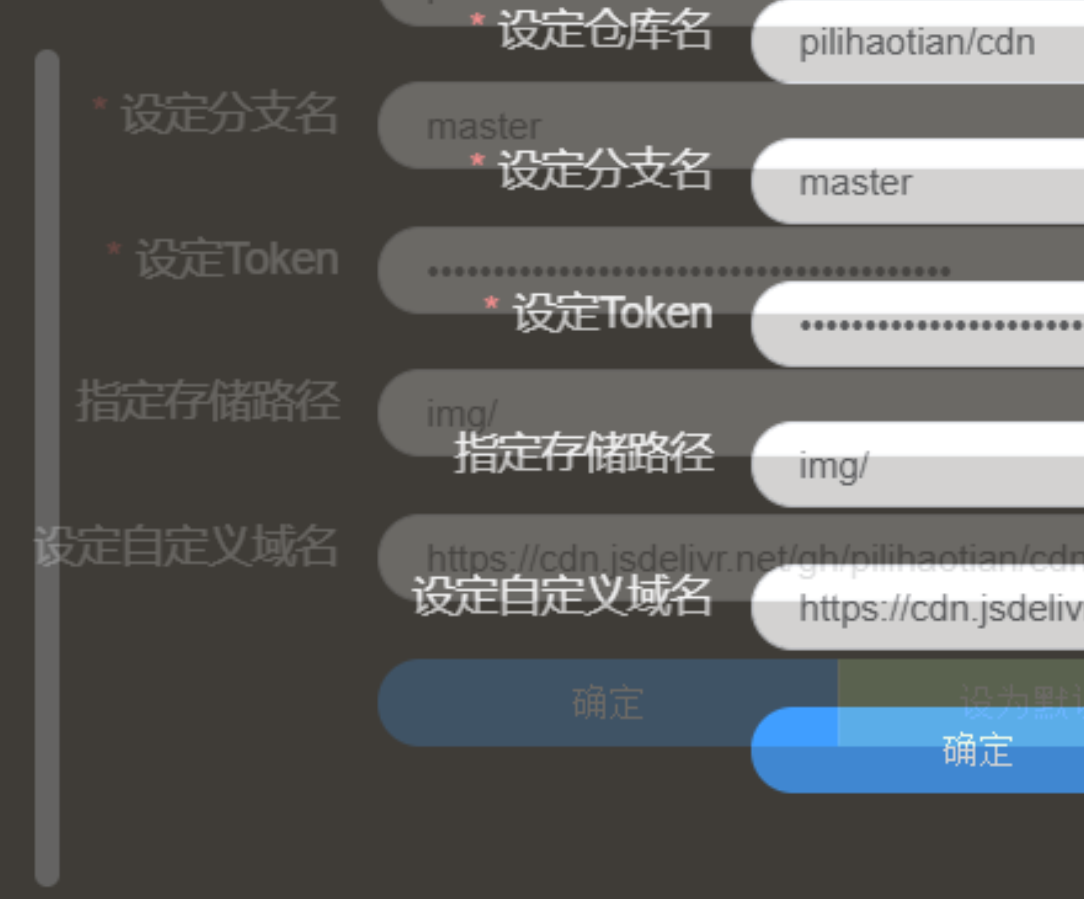 * 设定仓库名 pilihaotian/cdn
* 设定分支名 master
* 设定分支名 master
* 设定Token ••••••••••••••••••••••••••••••••••••••••
* 设定Token ••••••••••••••••••••••
指定存储路径 img/
指定存储路径 img/
设定自定义域名 https://cdn.jsdelivr.net/gh/pilihaotian/cdn
设定自定义域名 https://cdn.jsdeliv
确定 设为默
确定